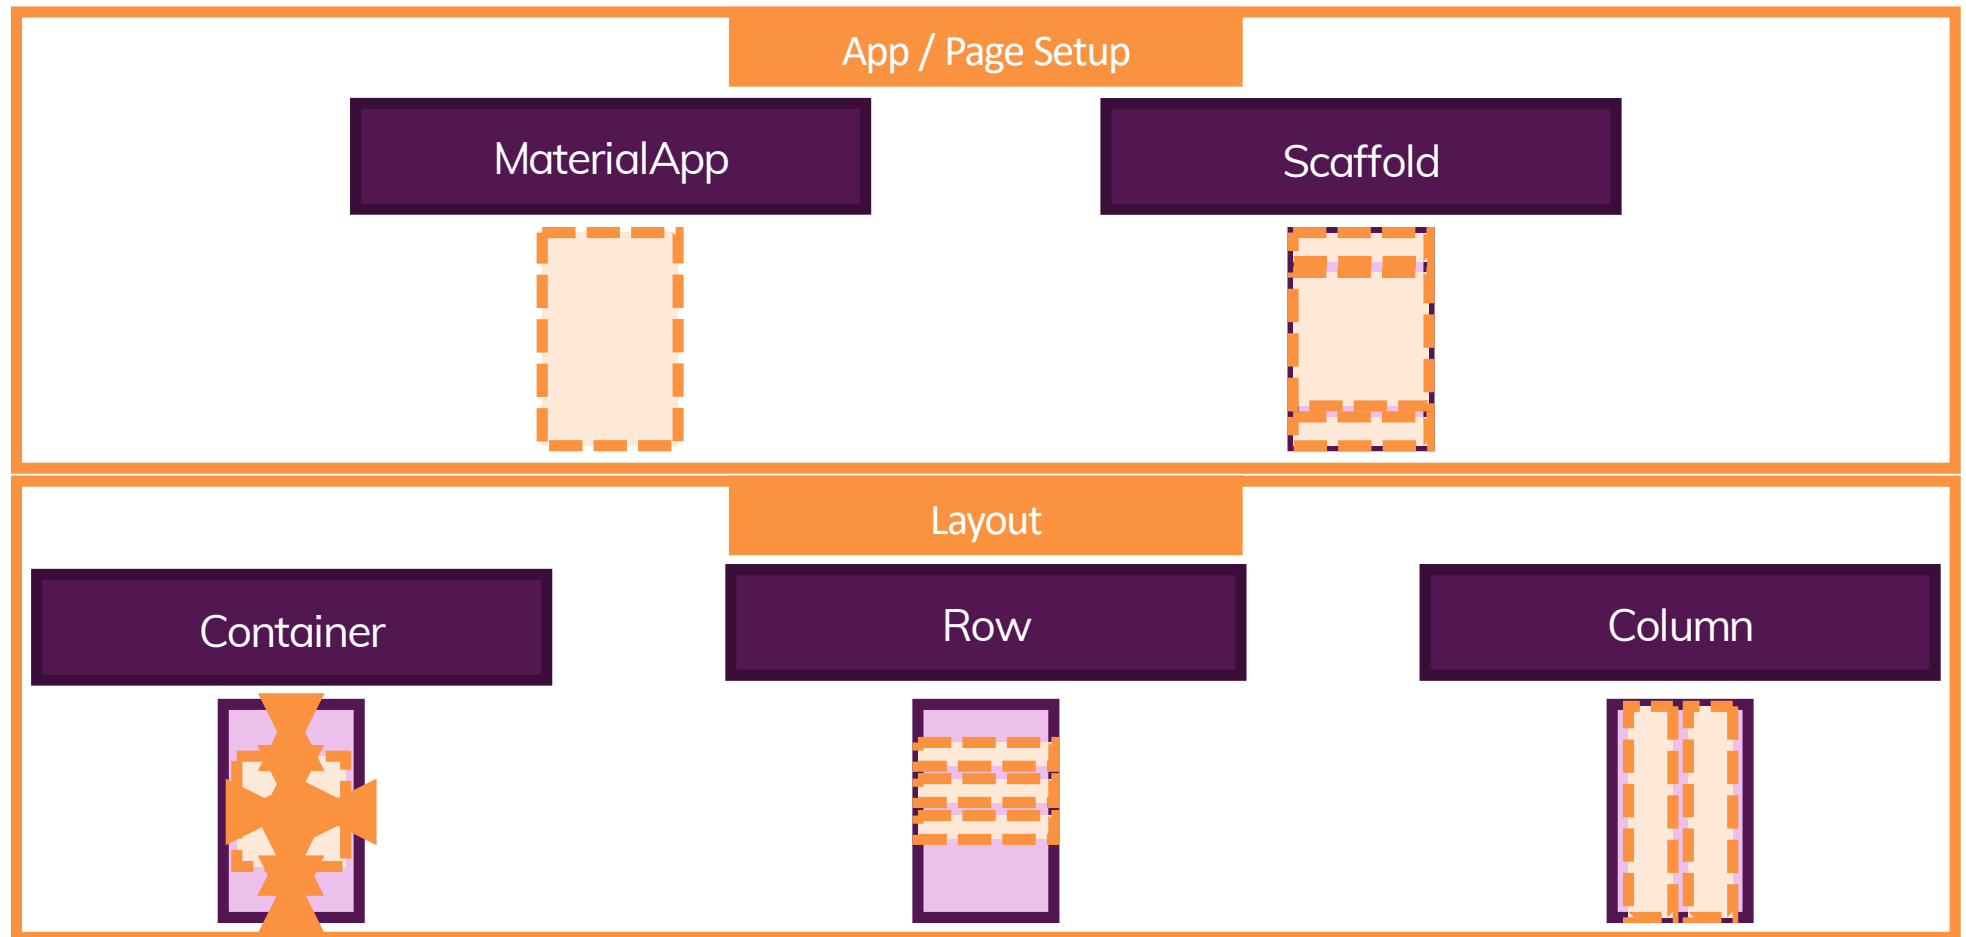 App / Page Setup
MaterialApp
Scaffold
Layout
Container
Row
Column